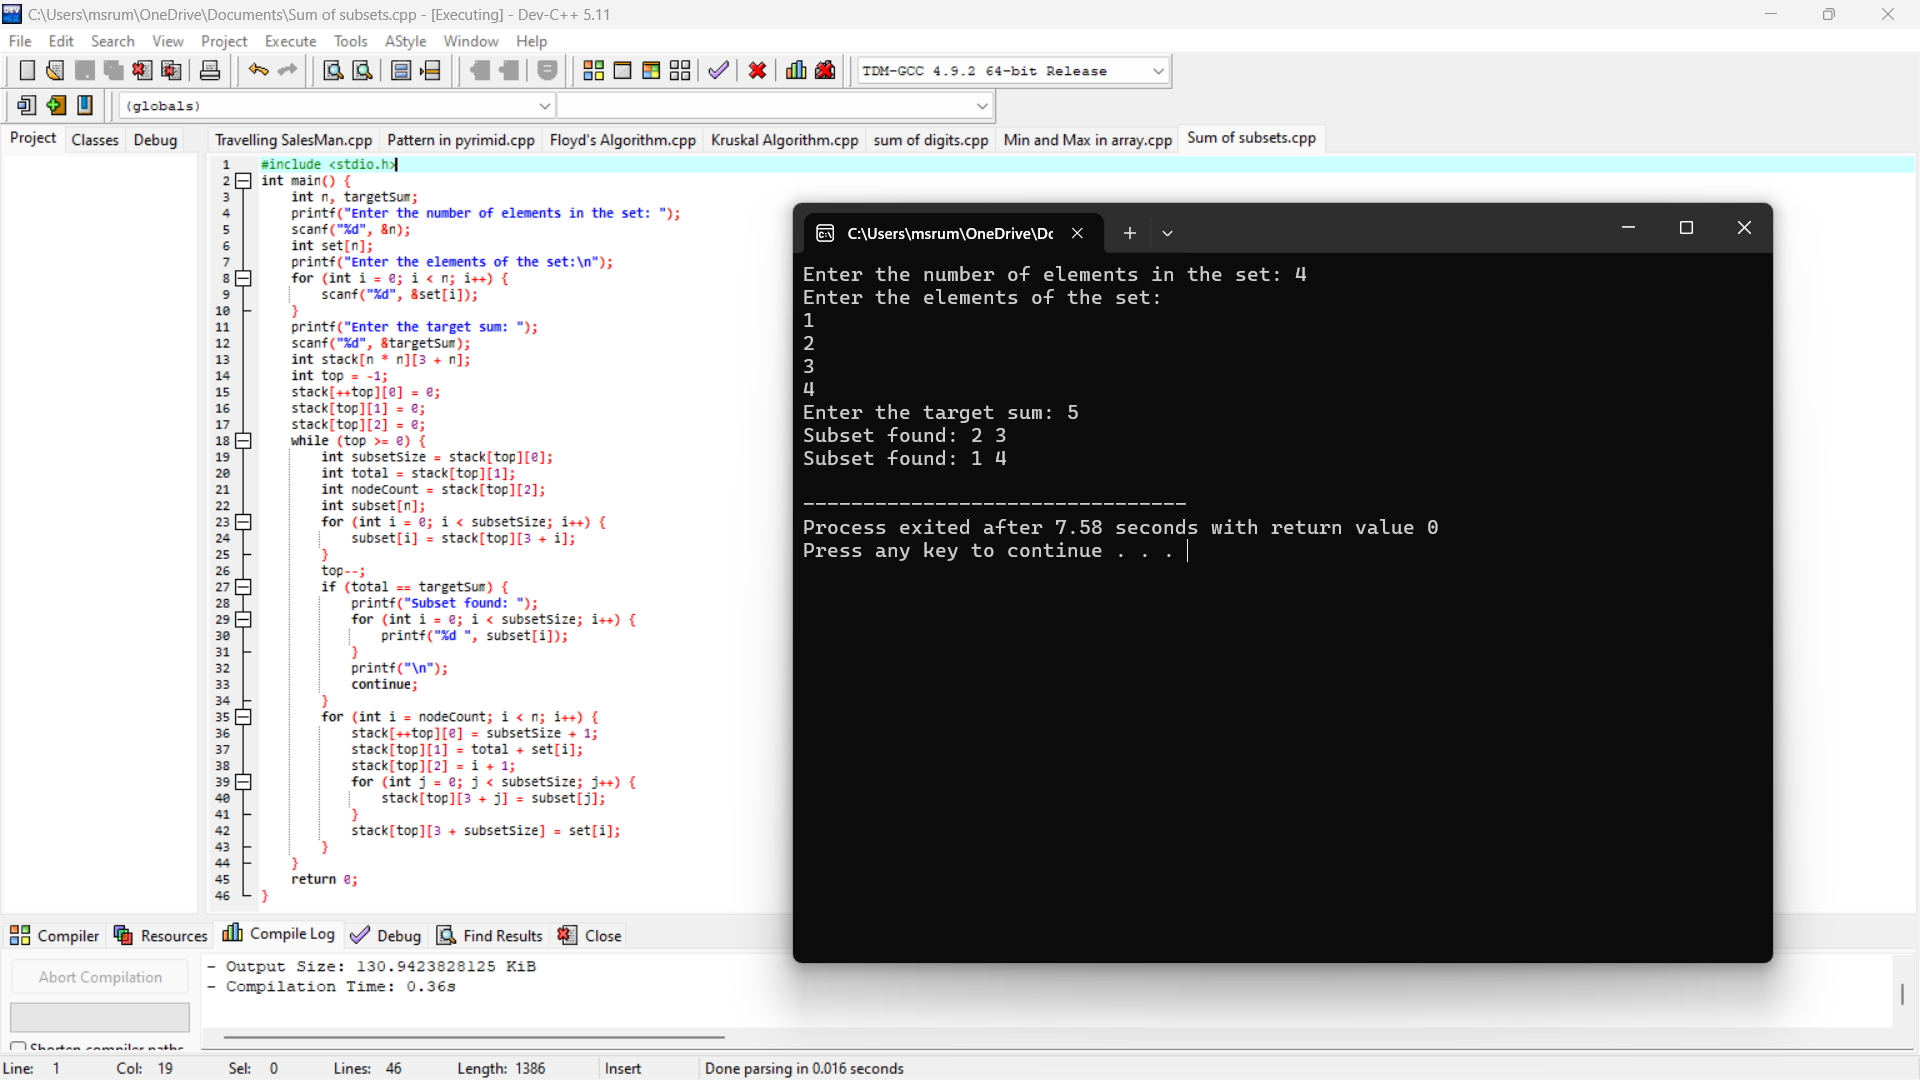 C:\Users\msrum\OneDrive\Documents\Sum of subsets.cpp - [Executing] - Dev-C++ 5.11
File Edit Search View Project Execute Tools AStyle Window Help
TDM-GCC 4.9.2 64-bit Release
(globals)
Project Classes Debug
Travelling SalesMan.cpp Pattern in pyrimid.cpp Floyd's Algorithm.cpp Kruskal Algorithm.cpp sum of digits.cpp Min and Max in array.cpp Sum of subsets.cpp
1 #include <stdio.h>
2 int main() {
3 int n, targetSum;
4 printf("Enter the number of elements in the set: ");
5 scanf("%d", &n);
6 int set[n];
7 printf("Enter the elements of the set:\n");
8 for (int i = 0; i < n; i++) {
9 scanf("%d", &set[i]);
10 }
11 printf("Enter the target sum: ");
12 scanf("%d", &targetSum);
13 int stack[n * n][3 + n];
14 int top = -1;
15 stack[++top][0] = 0;
16 stack[top][1] = 0;
17 stack[top][2] = 0;
18 while (top >= 0) {
19 int subsetSize = stack[top][0];
20 int total = stack[top][1];
21 int nodeCount = stack[top][2];
22 int subset[n];
23 for (int i = 0; i < subsetSize; i++) {
24 subset[i] = stack[top][3 + i];
25 }
26 top--;
27 if (total == targetSum) {
28 printf("Subset found: ");
29 for (int i = 0; i < subsetSize; i++) {
30 printf("%d ", subset[i]);
31 }
32 printf("\n");
33 continue;
34 }
35 for (int i = nodeCount; i < n; i++) {
36 stack[++top][0] = subsetSize + 1;
37 stack[top][1] = total + set[i];
38 stack[top][2] = i + 1;
39 for (int j = 0; j < subsetSize; j++) {
40 stack[top][3 + j] = subset[j];
41 }
42 stack[top][3 + subsetSize] = set[i];
43 }
44 }
45 return 0;
46 }
C:\Users\msrum\OneDrive\Dc
Enter the number of elements in the set: 4
Enter the elements of the set:
1
2
3
4
Enter the target sum: 5
Subset found: 2 3
Subset found: 1 4
--------------------------------
Process exited after 7.58 seconds with return value 0
Press any key to continue . . .
Compiler Resources Compile Log Debug Find Results Close
Abort Compilation
- Output Size: 130.9423828125 KiB
- Compilation Time: 0.36s
Shorten compiler paths
Line: 1 Col: 19 Sel: 0 Lines: 46 Length: 1386 Insert Done parsing in 0.016 seconds